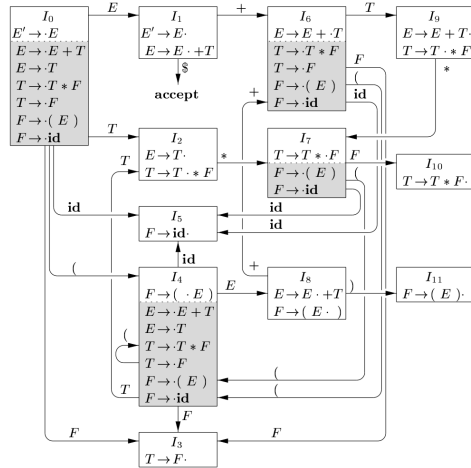 I₀
E′ → ·E
E → ·E + T
E → ·T
T → ·T * F
T → ·F
F → ·( E )
F → ·id
E
I₁
E′ → E·
E → E· +T
$
accept
+
I₆
E → E + ·T
T → ·T * F
T → ·F
F → ·( E )
F → ·id
T
I₉
E → E + T·
T → T· * F
*
F
(
id
+
T
I₂
E → T·
T → T· * F
T
*
I₇
T → T * ·F
F → ·( E )
F → ·id
F
(
I₁₀
T → T * F·
id
id
id
I₅
F → id·
id
(
I₄
F → ( ·E )
E → ·E + T
E → ·T
T → ·T * F
T → ·F
F → ·( E )
F → ·id
(
T
E
+
I₈
E → E· +T
F → ( E· )
)
I₁₁
F → ( E )·
(
(
F
F
F
I₃
T → F·